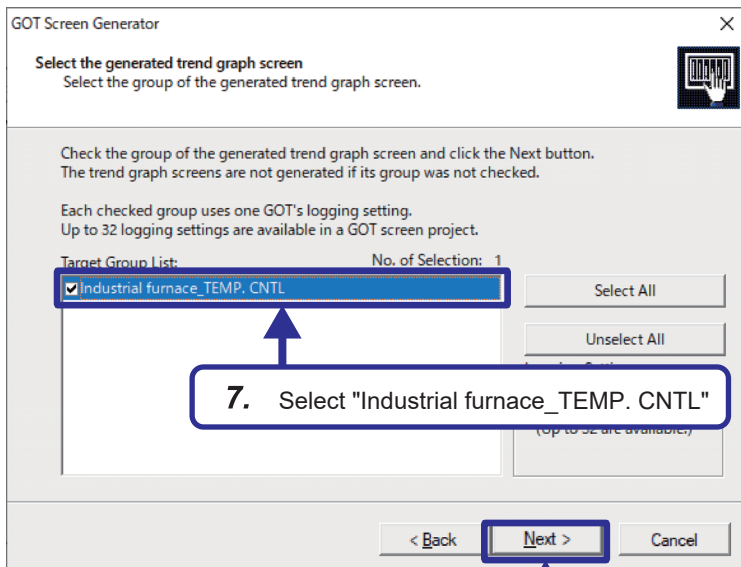 GOT Screen Generator
Select the generated trend graph screen
Select the group of the generated trend graph screen.
Check the group of the generated trend graph screen and click the Next button.
The trend graph screens are not generated if its group was not checked.
Each checked group uses one GOT's logging setting.
Up to 32 logging settings are available in a GOT screen project.
Target Group List: No. of Selection: 1
Industrial furnace_TEMP. CNTL
Select All
Unselect All
7. Select "Industrial furnace_TEMP. CNTL"
(Up to 32 are available.)
< Back Next > Cancel